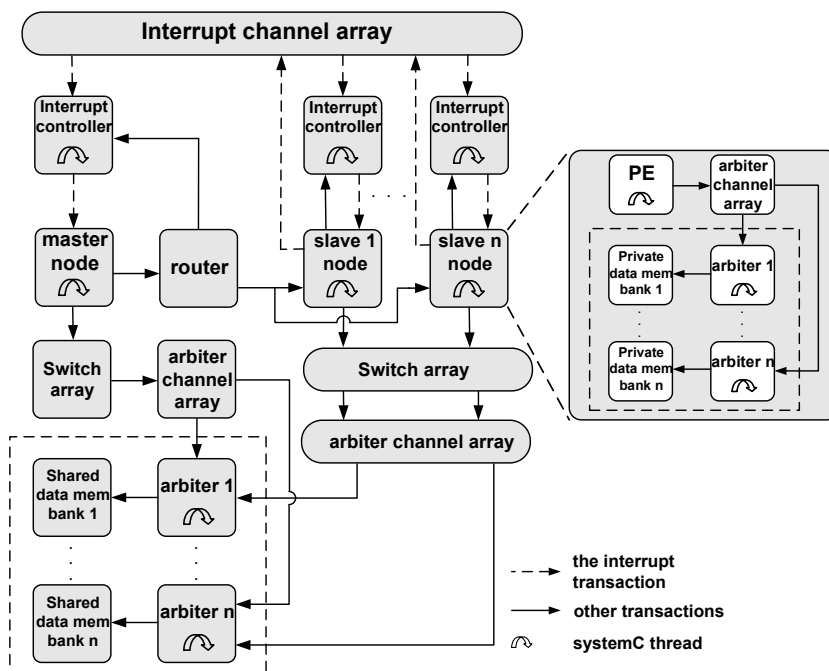 Interrupt channel array
Interrupt
controller
Interrupt
controller
Interrupt
controller
. . . .
master
node
router
slave 1
node
slave n
node
PE
arbiter
channel
array
Private
data mem
bank 1
arbiter 1
Private
data mem
bank n
arbiter n
Switch
array
arbiter
channel
array
Switch array
arbiter channel array
Shared
data mem
bank 1
arbiter 1
Shared
data mem
bank n
arbiter n
the interrupt
transaction
other transactions
systemC thread